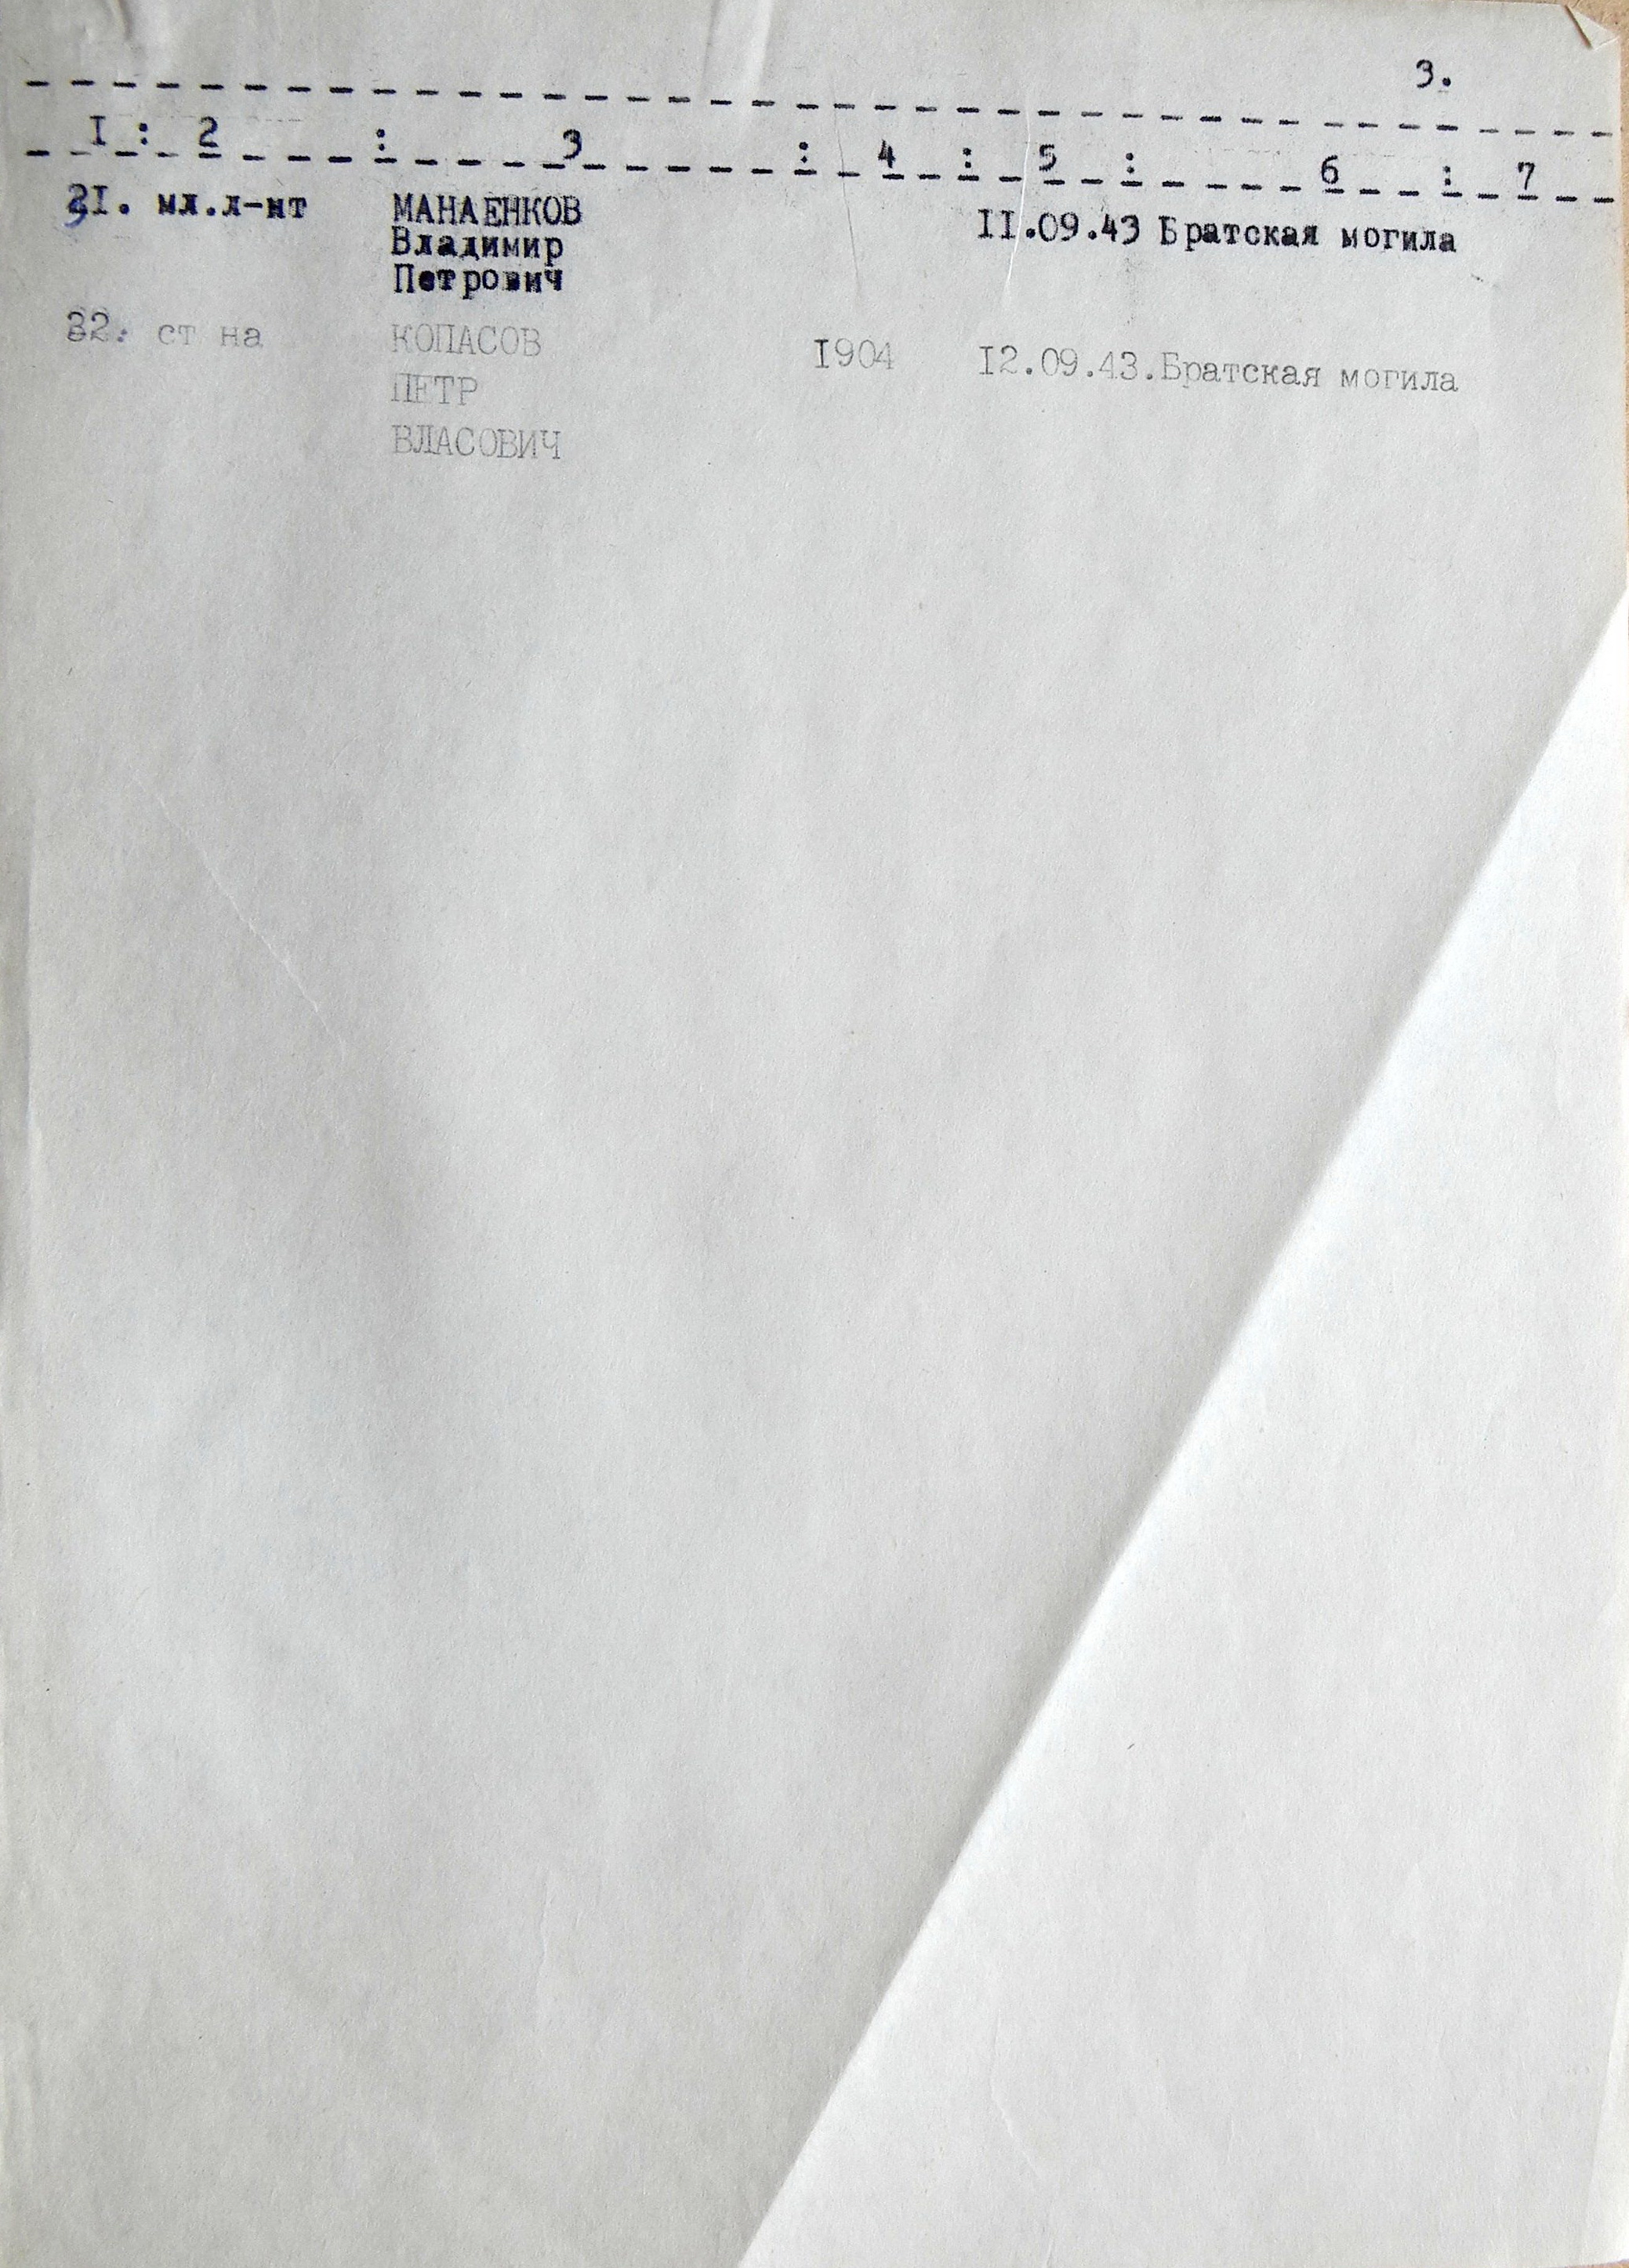 3.
I : 2 : 3 : 4 : 5 : 6 : 7
31. мл.л-нт МАНАЕНКОВ II.09.43 Братская могила
Владимир
Петрович
32. ст на КОПАСОВ I904 I2.09.43.Братская могила
ПЕТР
ВЛАСОВИЧ